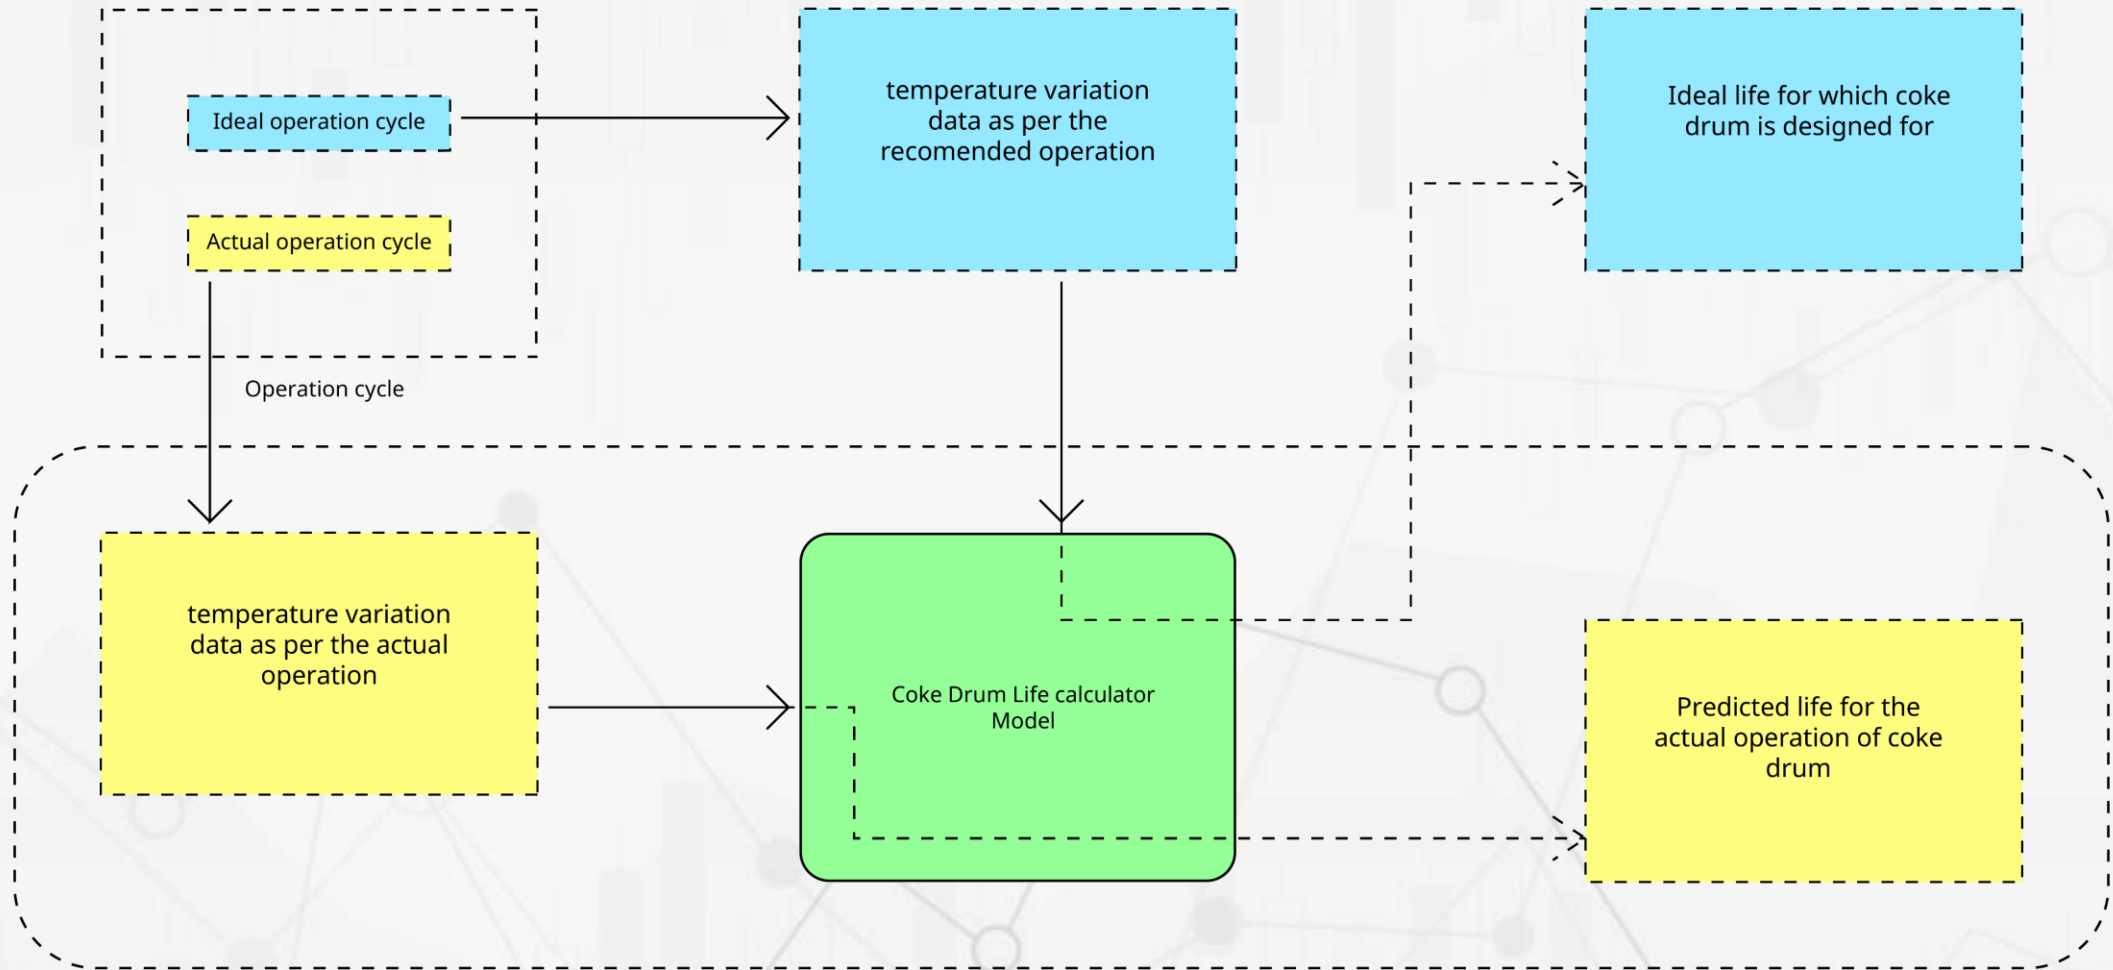 Ideal operation cycle
Actual operation cycle
Operation cycle
temperature variation
data as per the
recomended operation
Ideal life for which coke
drum is designed for
temperature variation
data as per the actual
operation
Coke Drum Life calculator
Model
Predicted life for the
actual operation of coke
drum